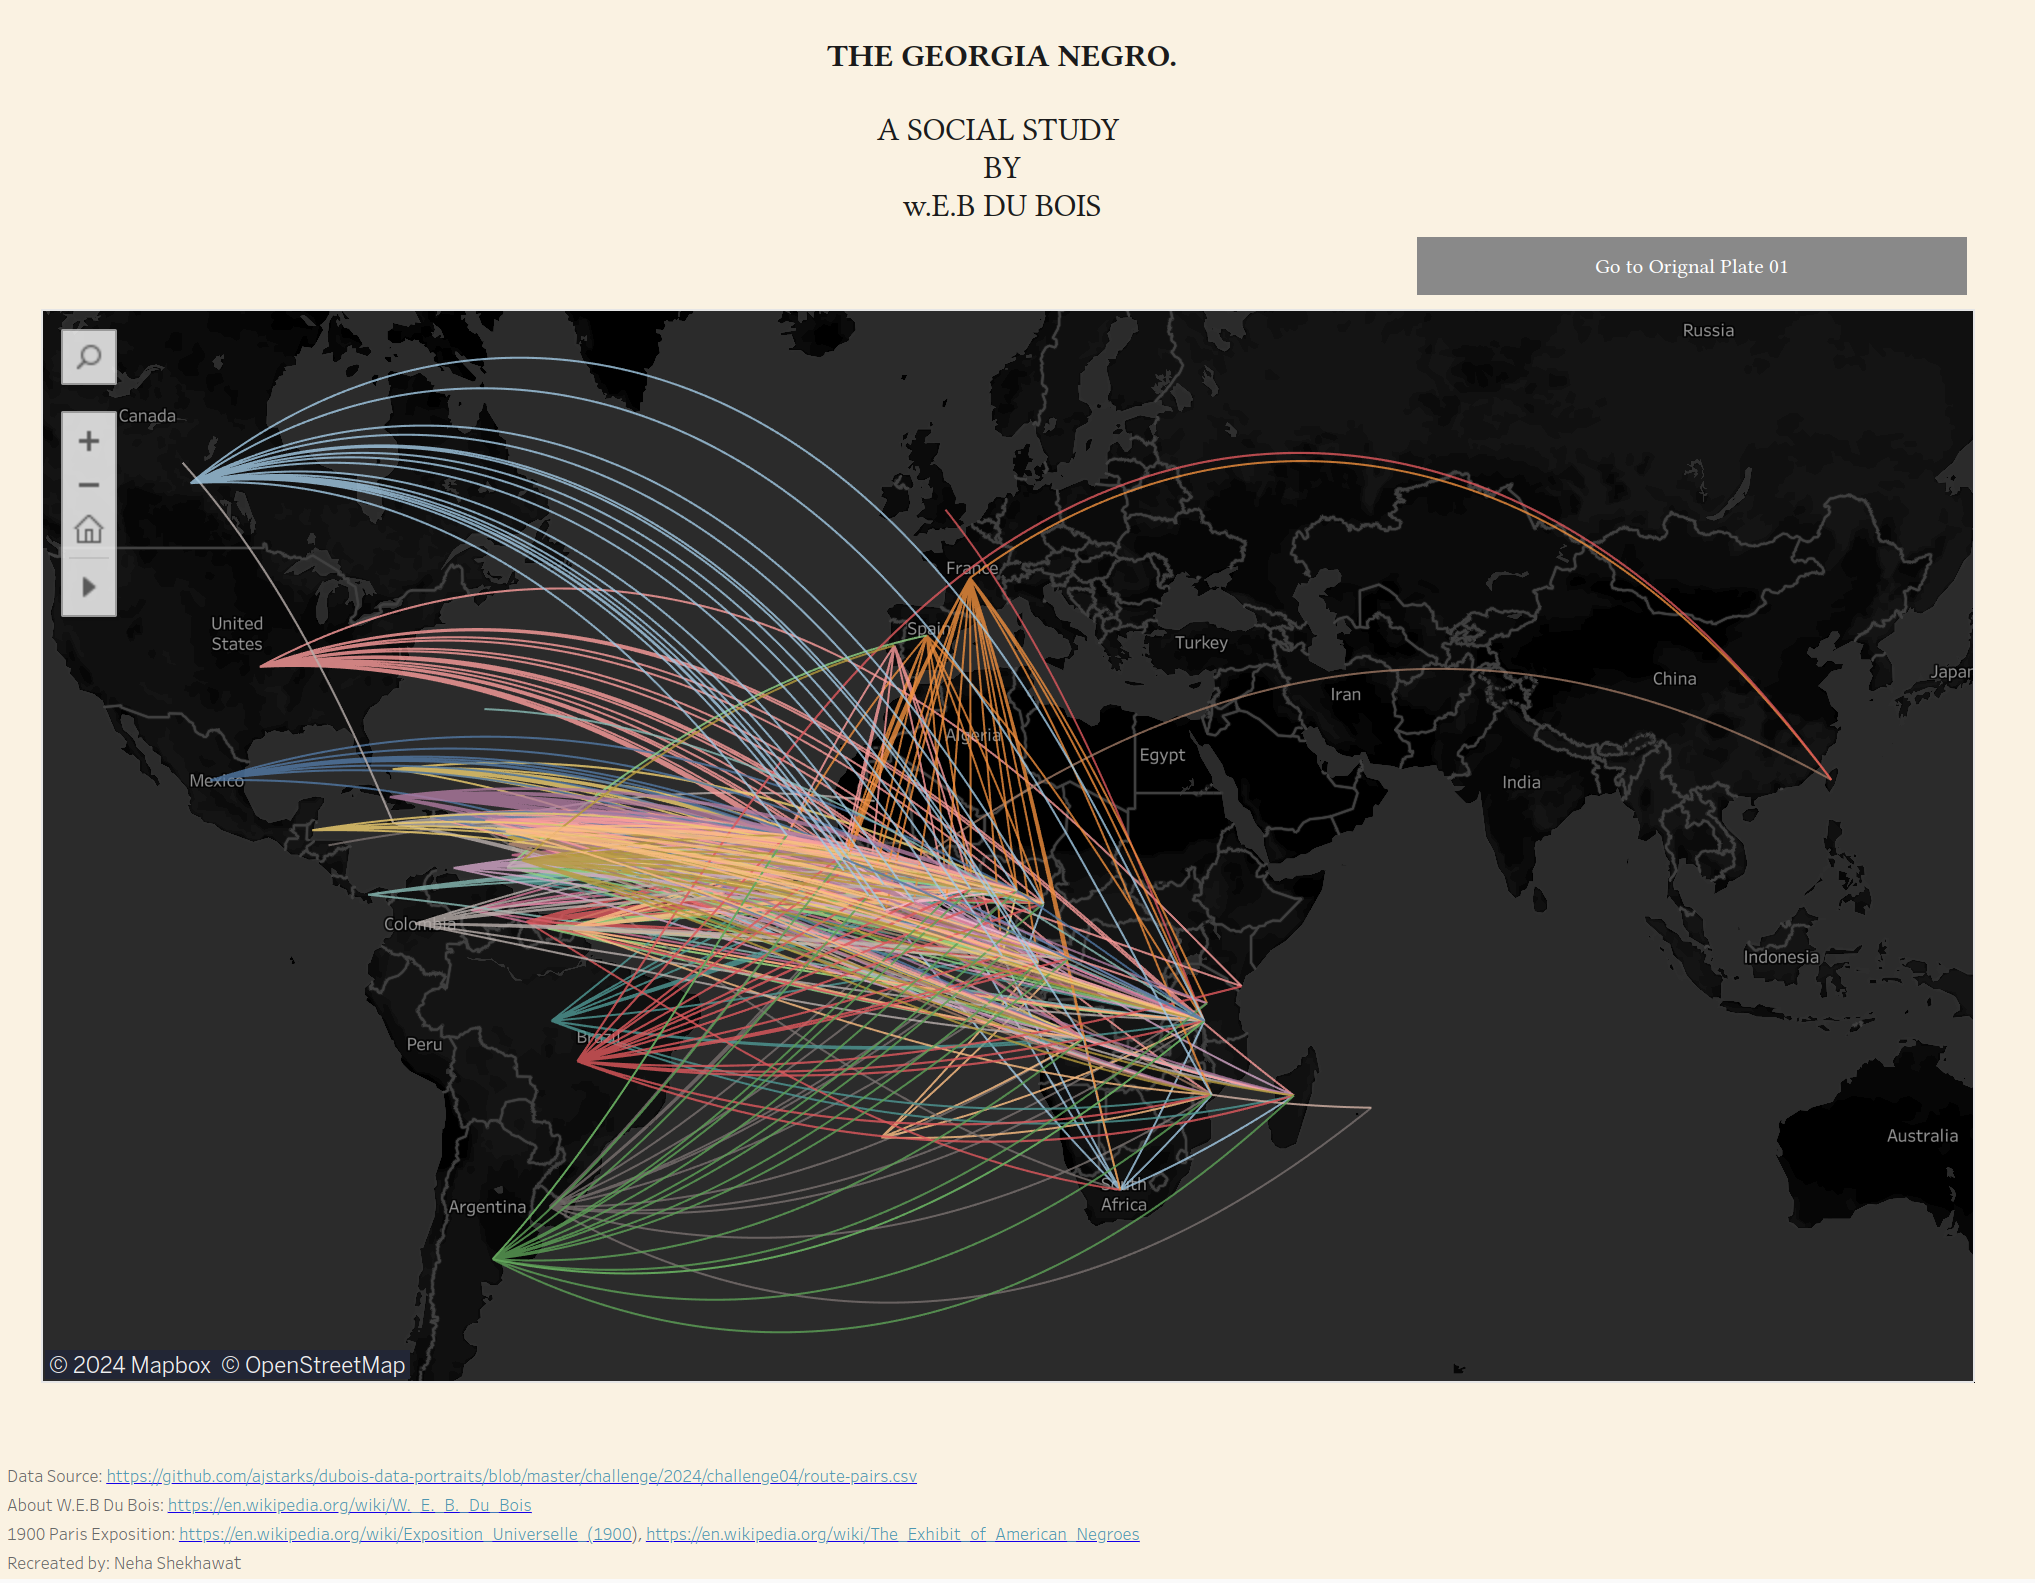 THE GEORGIA NEGRO.
A SOCIAL STUDY
BY
w.E.B DU BOIS
Go to Orignal Plate 01
Russia
Canada
France
United
States
Spain
Turkey
China
Japan
Iran
Algeria
Egypt
Mexico
India
Colombia
Indonesia
Brazil
Peru
Australia
South
Africa
Argentina
© 2024 Mapbox © OpenStreetMap
Data Source: https://github.com/ajstarks/dubois-data-portraits/blob/master/challenge/2024/challenge04/route-pairs.csv
About W.E.B Du Bois: https://en.wikipedia.org/wiki/W._E._B._Du_Bois
1900 Paris Exposition: https://en.wikipedia.org/wiki/Exposition_Universelle_(1900), https://en.wikipedia.org/wiki/The_Exhibit_of_American_Negroes
Recreated by: Neha Shekhawat